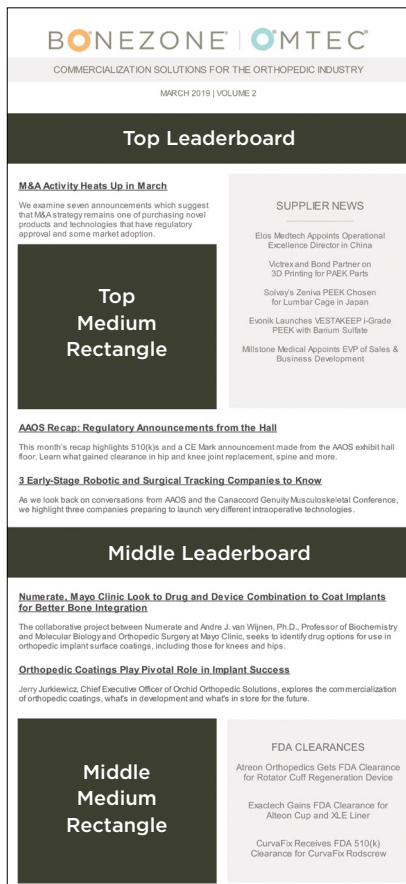 BONEZONE® | OMTEC®
COMMERCIALIZATION SOLUTIONS FOR THE ORTHOPEDIC INDUSTRY
MARCH 2019 | VOLUME 2
Top Leaderboard
M&A Activity Heats Up in March
We examine seven announcements which suggest
that M&A strategy remains one of purchasing novel
products and technologies that have regulatory
approval and some market adoption.
Top
Medium
Rectangle
SUPPLIER NEWS
Elos Medtech Appoints Operational
Excellence Director in China
Victrex and Bond Partner on
3D Printing for PAEK Parts
Solvay's Zeniva PEEK Chosen
for Lumbar Cage in Japan
Evonik Launches VESTAKEEP i-Grade
PEEK with Barium Sulfate
Millstone Medical Appoints EVP of Sales &
Business Development
AAOS Recap: Regulatory Announcements from the Hall
This month's recap highlights 510(k)s and a CE Mark announcement made from the AAOS exhibit hall
floor. Learn what gained clearance in hip and knee joint replacement, spine and more.
3 Early-Stage Robotic and Surgical Tracking Companies to Know
As we look back on conversations from AAOS and the Canaccord Genuity Musculoskeletal Conference,
we highlight three companies preparing to launch very different intraoperative technologies.
Middle Leaderboard
Numerate, Mayo Clinic Look to Drug and Device Combination to Coat Implants
for Better Bone Integration
The collaborative project between Numerate and Andre J. van Wijnen, Ph.D., Professor of Biochemistry
and Molecular Biology and Orthopedic Surgery at Mayo Clinic, seeks to identify drug options for use in
orthopedic implant surface coatings, including those for knees and hips.
Orthopedic Coatings Play Pivotal Role in Implant Success
Jerry Jurkiewicz, Chief Executive Officer of Orchid Orthopedic Solutions, explores the commercialization
of orthopedic coatings, what's in development and what's in store for the future.
Middle
Medium
Rectangle
FDA CLEARANCES
Atreon Orthopedics Gets FDA Clearance
for Rotator Cuff Regeneration Device
Exactech Gains FDA Clearance for
Alteon Cup and XLE Liner
CurvaFix Receives FDA 510(k)
Clearance for CurvaFix Rodscrew